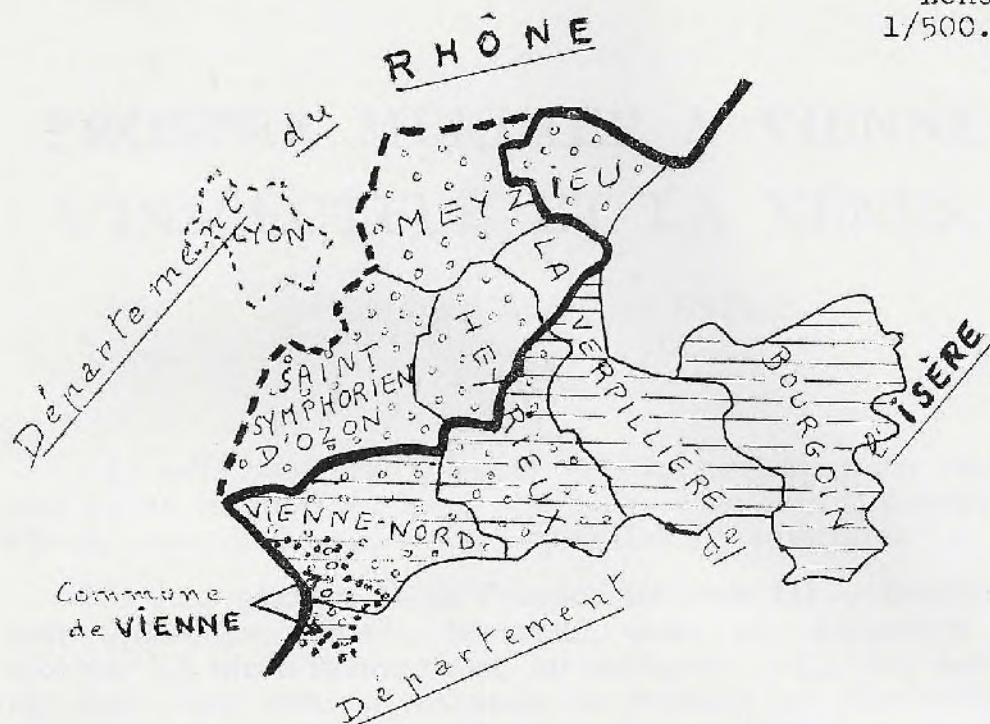 1/500.
RHÔNE
du
Département
LYON
MEYZIEU
LA VERPILLIÈRE
HEYRIEUX
SAINT
SYMPHORIEN
D'OZON
BOURGOIN
VIENNE-NORD
Commune
de VIENNE
Département
de
l'ISÈRE